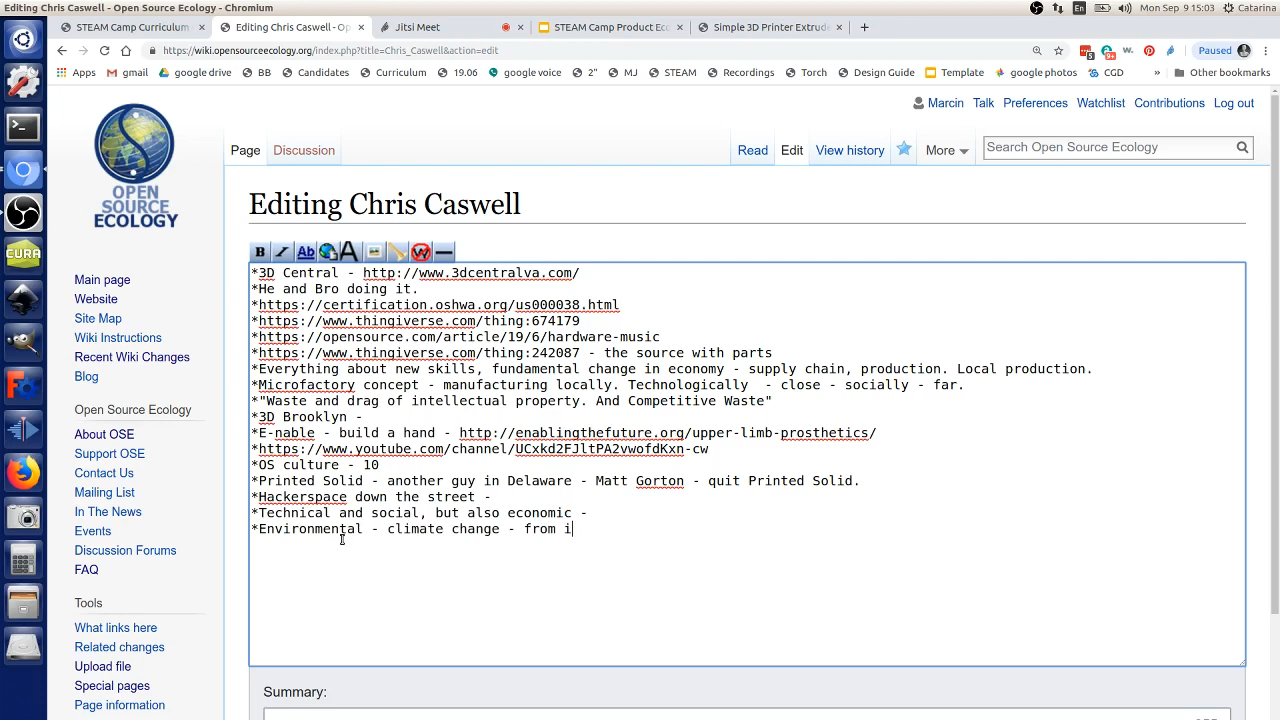 Editing Chris Caswell - Open Source Ecology - Chromium
En
Mon Sep 9 15:03
Catarina
STEAM Camp Curriculum
Editing Chris Caswell - Op
Jitsi Meet
STEAM Camp Product Ec
Simple 3D Printer Extrud
https://wiki.opensourceecology.org/index.php?title=Chris_Caswell&action=edit
Paused
Apps
gmail
google drive
BB
Candidates
Curriculum
19.06
google voice
2"
MJ
STEAM
Recordings
Torch
Design Guide
Template
google photos
CGD
Other bookmarks
Marcin Talk Preferences Watchlist Contributions Log out
Page Discussion
Read Edit View history
More
Search Open Source Ecology
OPEN
SOURCE
ECOLOGY
CURA
Editing Chris Caswell
Main page
Website
Site Map
Wiki Instructions
Recent Wiki Changes
Blog
Open Source Ecology
About OSE
Support OSE
Contact Us
Mailing List
In The News
Events
Discussion Forums
FAQ
Tools
What links here
Related changes
Upload file
Special pages
Page information
B I Ab A W
*3D Central - http://www.3dcentralva.com/
*He and Bro doing it.
*https://certification.oshwa.org/us000038.html
*https://www.thingiverse.com/thing:674179
*https://opensource.com/article/19/6/hardware-music
*https://www.thingiverse.com/thing:242087 - the source with parts
*Everything about new skills, fundamental change in economy - supply chain, production. Local production.
*Microfactory concept - manufacturing locally. Technologically  - close - socially - far.
*"Waste and drag of intellectual property. And Competitive Waste"
*3D Brooklyn -
*E-nable - build a hand - http://enablingthefuture.org/upper-limb-prosthetics/
*https://www.youtube.com/channel/UCxkd2FJltPA2vwofdKxn-cw
*OS culture - 10
*Printed Solid - another guy in Delaware - Matt Gorton - quit Printed Solid.
*Hackerspace down the street -
*Technical and social, but also economic -
*Environmental - climate change - from i
Summary: